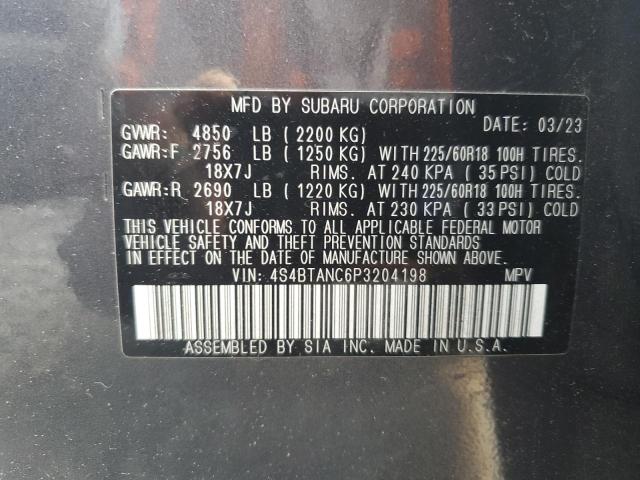 MFD BY SUBARU CORPORATION
DATE: 03/23
GVWR: 4850 LB (2200 KG)
GAWR:F 2756 LB (1250 KG) WITH 225/60R18 100H TIRES.
18X7J RIMS. AT 240 KPA (35 PSI) COLD
GAWR:R 2690 LB (1220 KG) WITH 225/60R18 100H TIRES.
18X7J RIMS. AT 230 KPA (33 PSI) COLD
THIS VEHICLE CONFORMS TO ALL APPLICABLE FEDERAL MOTOR
VEHICLE SAFETY AND THEFT PREVENTION STANDARDS
IN EFFECT ON THE DATE OF MANUFACTURE SHOWN ABOVE.
VIN: 4S4BTANC6P3204198 MPV
ASSEMBLED BY SIA INC. MADE IN U.S.A.